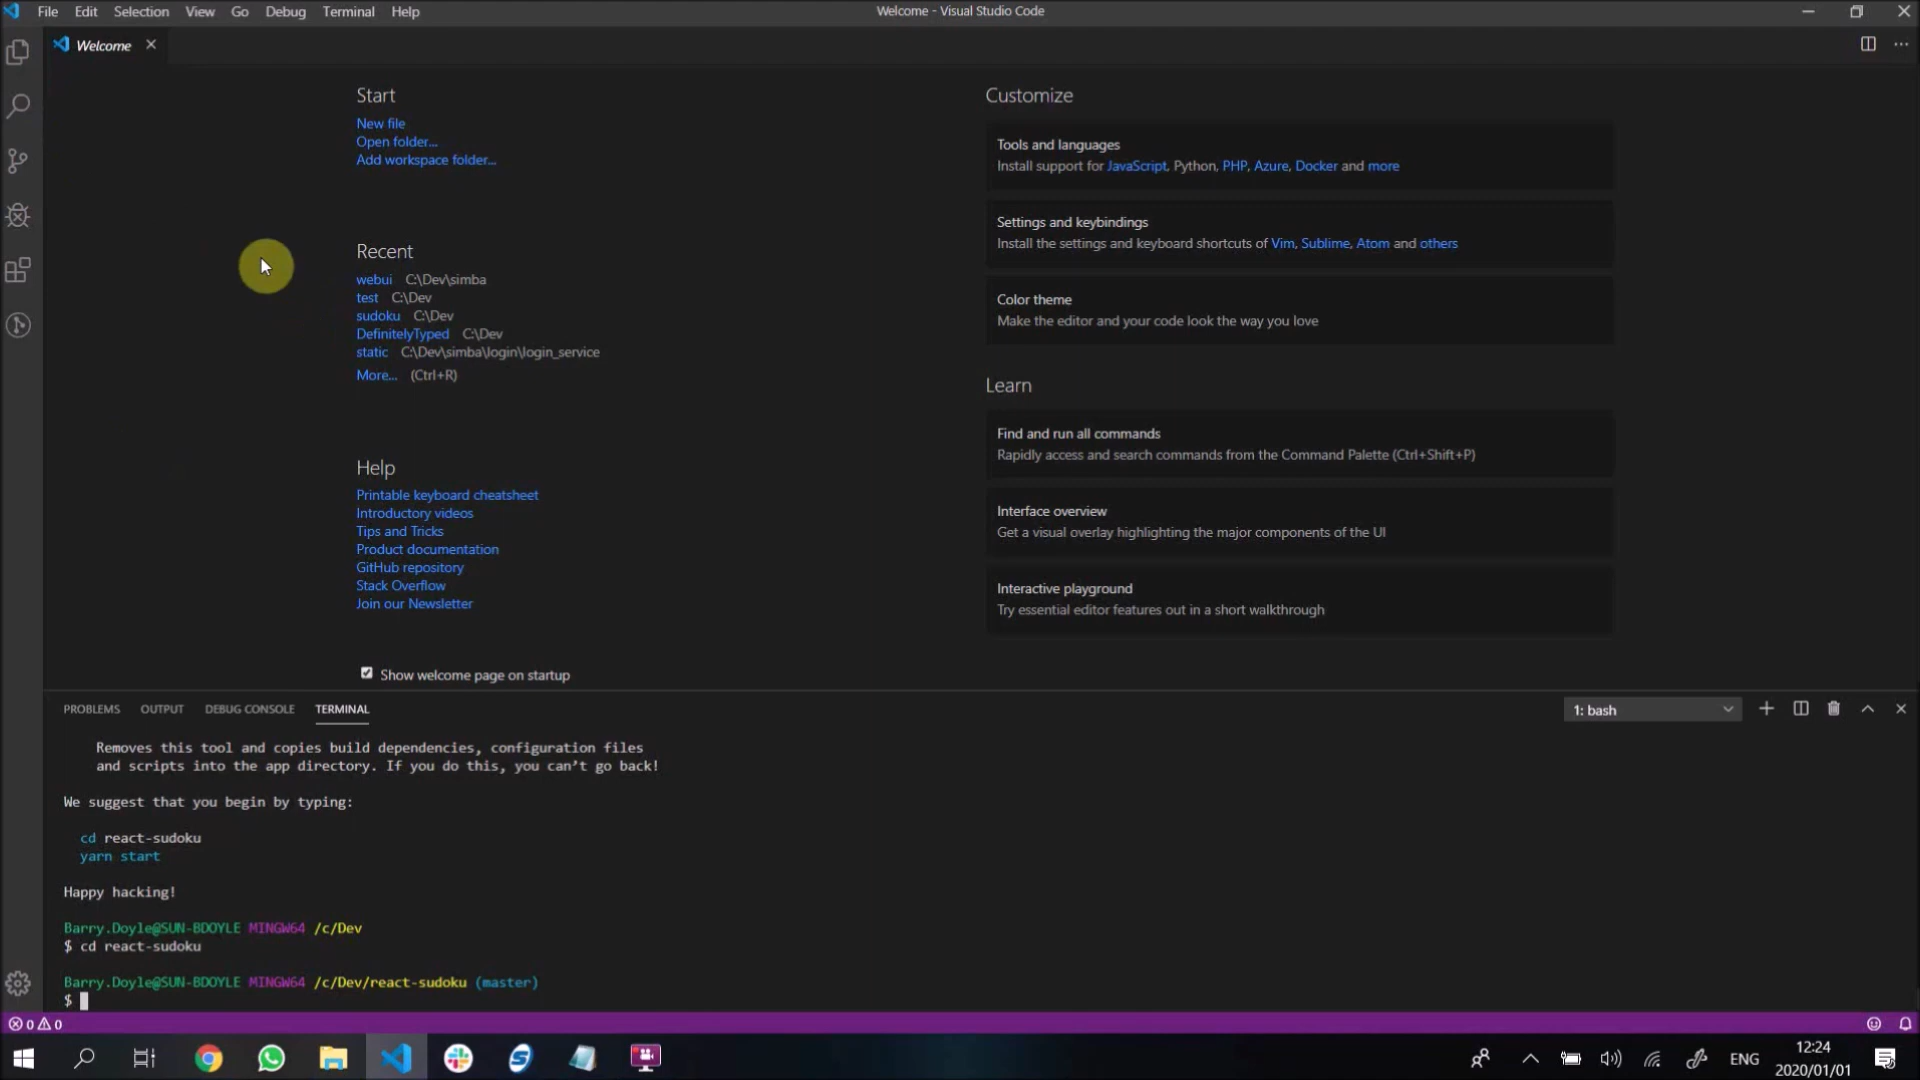 File Edit Selection View Go Debug Terminal Help
Welcome - Visual Studio Code
Welcome
Start
New file
Open folder...
Add workspace folder...
Recent
webui C:\Dev\simba
test C:\Dev
sudoku C:\Dev
DefinitelyTyped C:\Dev
static C:\Dev\simba\login\login_service
More... (Ctrl+R)
Help
Printable keyboard cheatsheet
Introductory videos
Tips and Tricks
Product documentation
GitHub repository
Stack Overflow
Join our Newsletter
Show welcome page on startup
Customize
Tools and languages
Install support for JavaScript, Python, PHP, Azure, Docker and more
Settings and keybindings
Install the settings and keyboard shortcuts of Vim, Sublime, Atom and others
Color theme
Make the editor and your code look the way you love
Learn
Find and run all commands
Rapidly access and search commands from the Command Palette (Ctrl+Shift+P)
Interface overview
Get a visual overlay highlighting the major components of the UI
Interactive playground
Try essential editor features out in a short walkthrough
PROBLEMS OUTPUT DEBUG CONSOLE TERMINAL
1: bash
Removes this tool and copies build dependencies, configuration files
and scripts into the app directory. If you do this, you can't go back!
We suggest that you begin by typing:
cd react-sudoku
yarn start
Happy hacking!
Barry.Doyle@SUN-BDOYLE MINGW64 /c/Dev
$ cd react-sudoku
Barry.Doyle@SUN-BDOYLE MINGW64 /c/Dev/react-sudoku (master)
$
0 0
ENG
12:24
2020/01/01